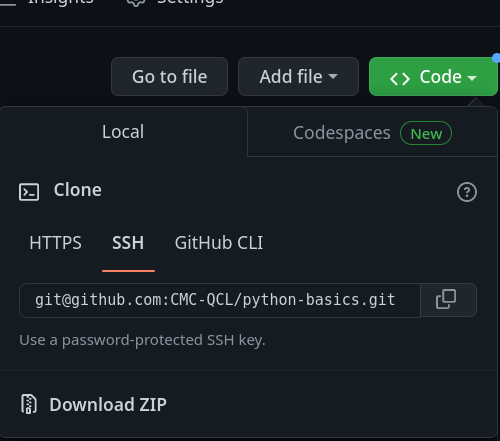 Insights Settings
Go to file Add file Code
Local Codespaces New
Clone
HTTPS SSH GitHub CLI
git@github.com:CMC-QCL/python-basics.git
Use a password-protected SSH key.
Download ZIP